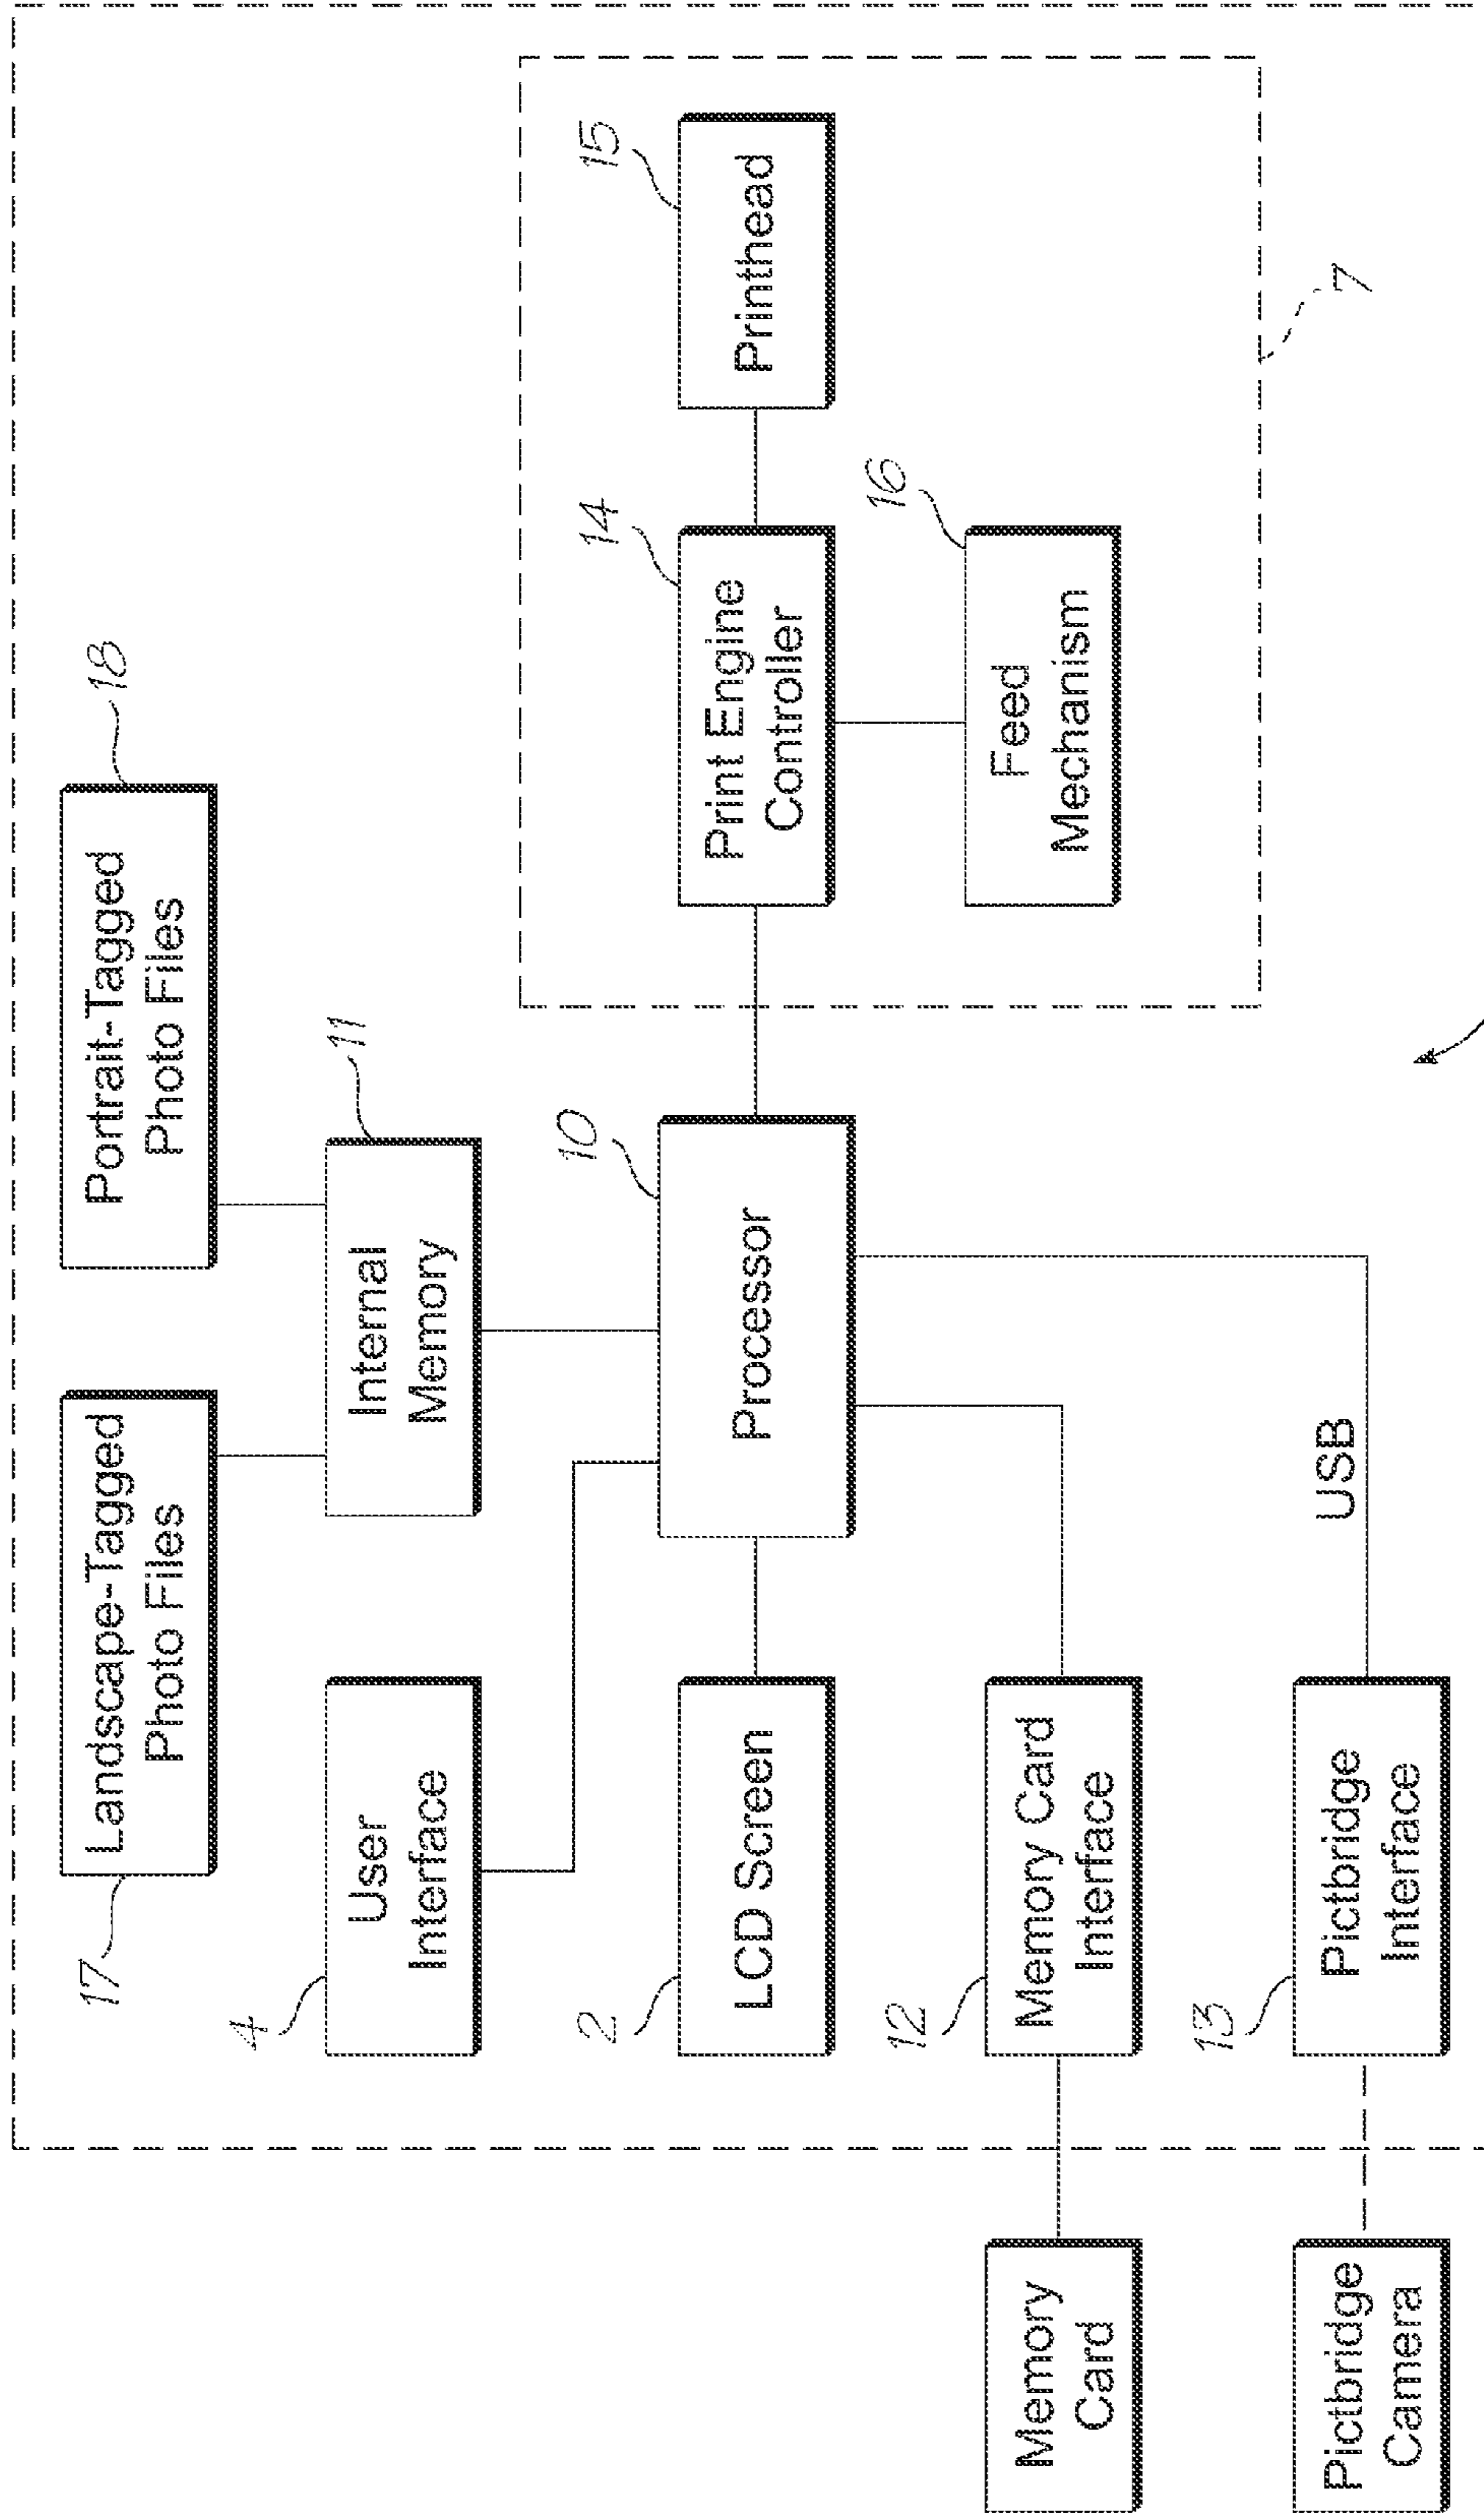 17
Landscape-Tagged
Photo Files
Portrait-Tagged
Photo Files
18
4
User
Interface
Internal
Memory
11
2
LCD Screen
Processor
10
Print Engine
Controller
14
Printhead
15
Memory
Card
12
Memory Card
Interface
Feed
Mechanism
16
Pictbridge
Camera
13
Pictbridge
Interface
USB
7